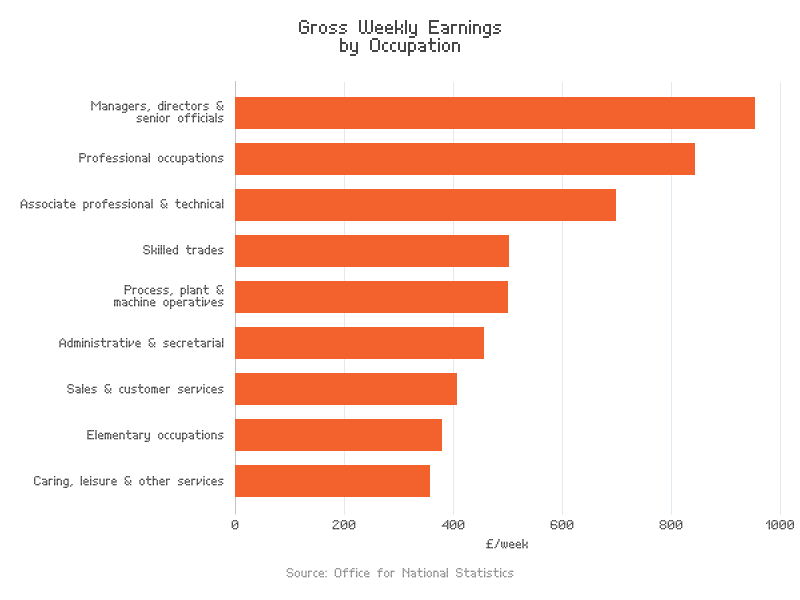 Gross Weekly Earnings
by Occupation
Managers, directors &
senior officials
Professional occupations
Associate professional & technical
Skilled trades
Process, plant &
machine operatives
Administrative & secretarial
Sales & customer services
Elementary occupations
Caring, leisure & other services
0 200 400 600 800 1000
£/week
Source: Office for National Statistics